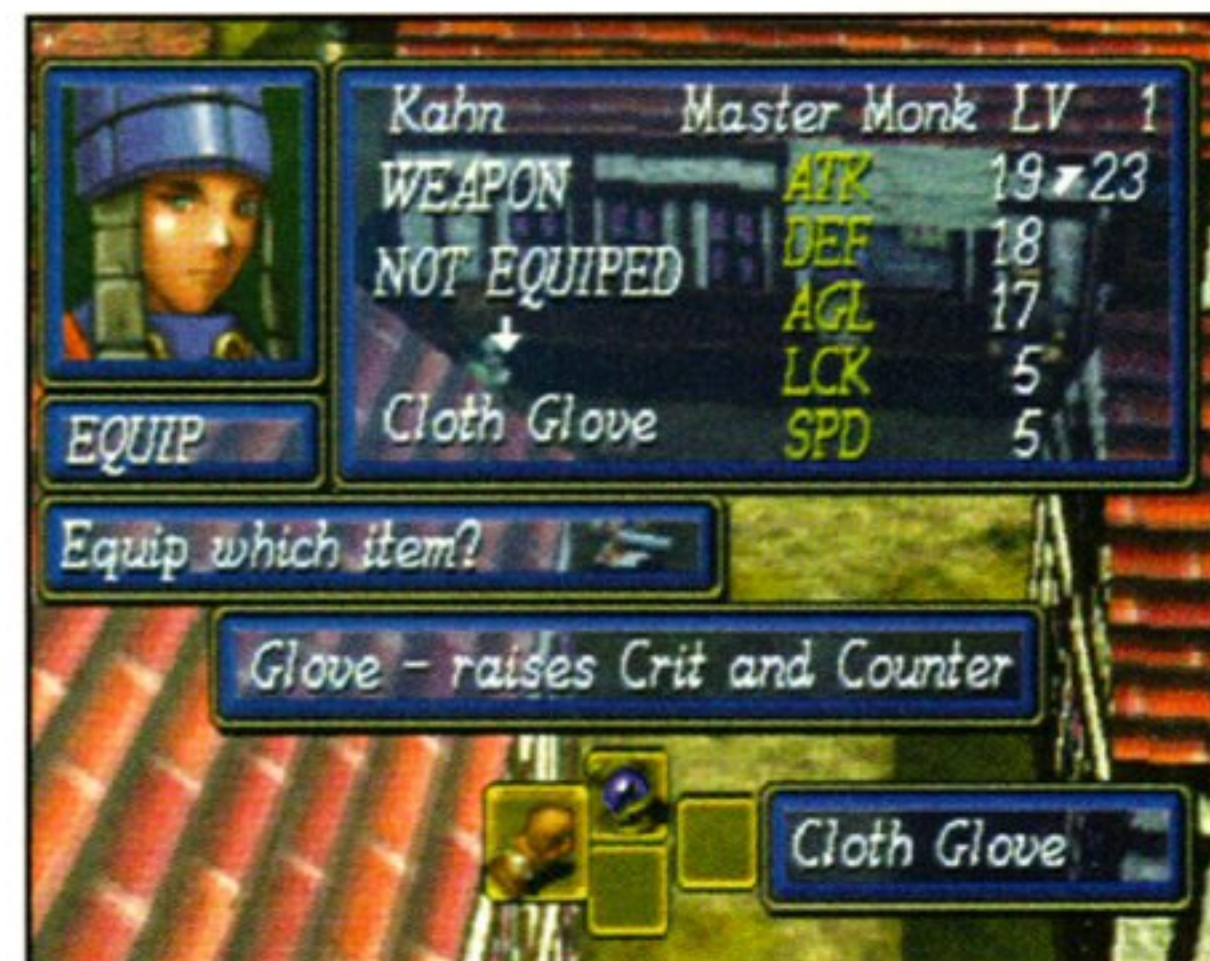 Kahn Master Monk LV 1
WEAPON ATK 19 23
NOT EQUIPED DEF 18
AGL 17
LCK 5
Cloth Glove SPD 5
EQUIP
Equip which item?
Glove - raises Crit and Counter
Cloth Glove